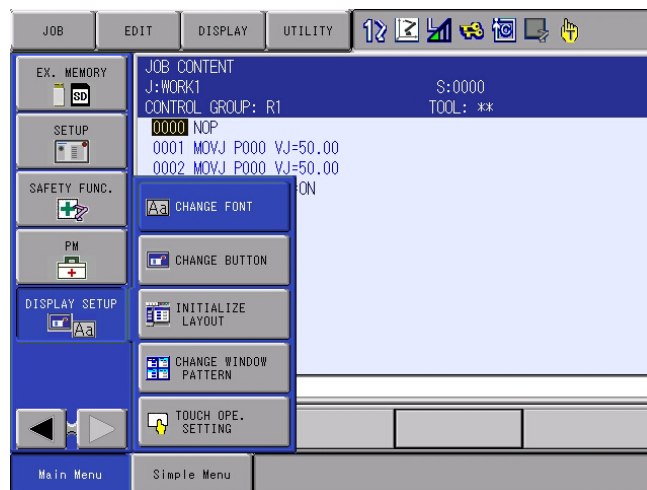 JOB
EDIT
DISPLAY
UTILITY
EX. MEMORY
SD
SETUP
SAFETY FUNC.
PM
DISPLAY SETUP
Aa
JOB CONTENT
J:WORK1 S:0000
CONTROL GROUP: R1 TOOL: **
0000 NOP
0001 MOVJ P000 VJ=50.00
0002 MOVJ P000 VJ=50.00
=ON
Aa CHANGE FONT
CHANGE BUTTON
INITIALIZE
LAYOUT
CHANGE WINDOW
PATTERN
TOUCH OPE.
SETTING
Main Menu
Simple Menu